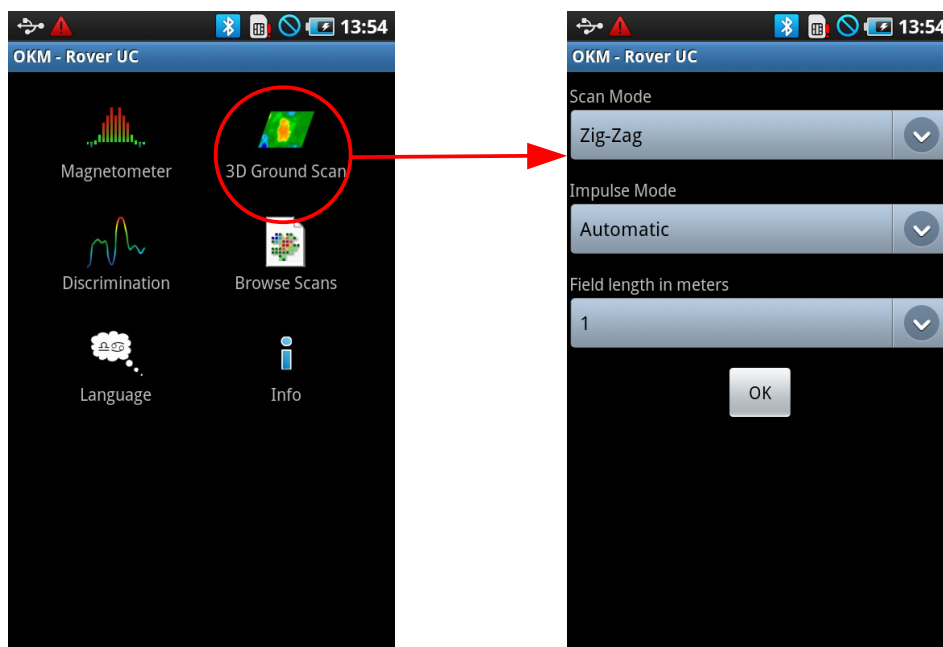 13:54
OKM - Rover UC
Magnetometer
3D Ground Scan
Discrimination
Browse Scans
Language
Info
13:54
OKM - Rover UC
Scan Mode
Zig-Zag
Impulse Mode
Automatic
Field length in meters
1
OK